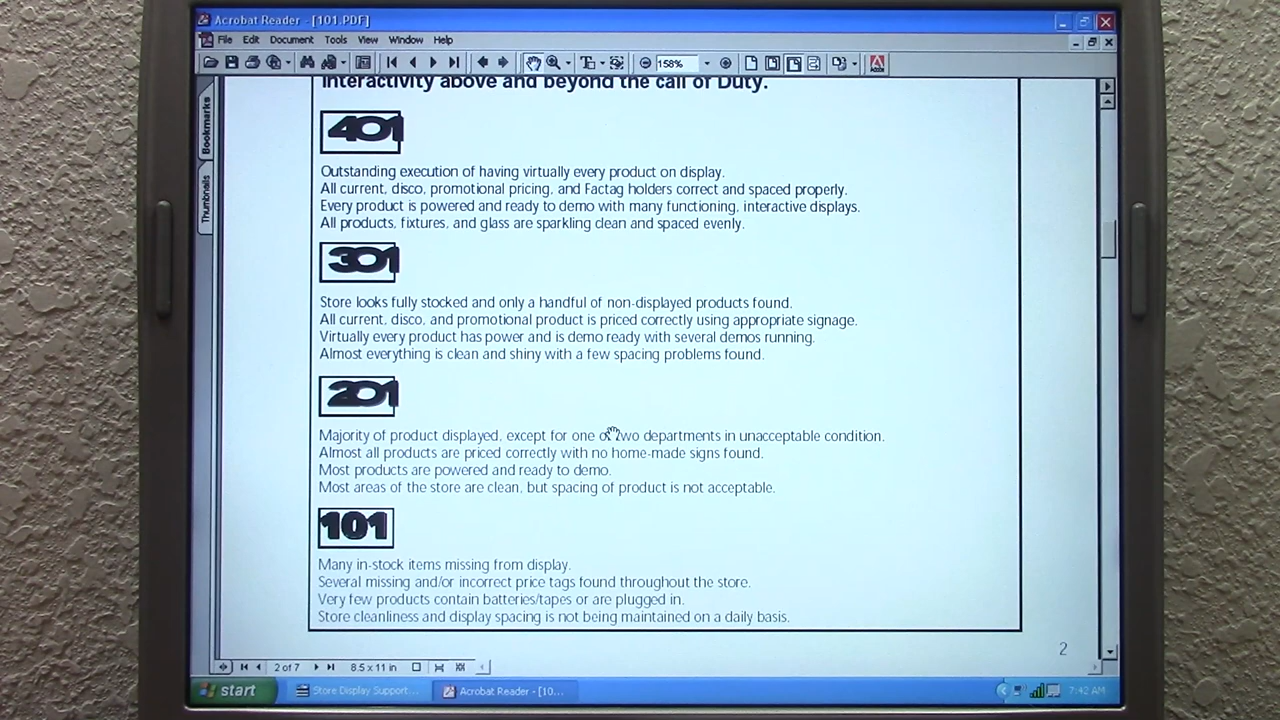 Acrobat Reader - [101.PDF]
File Edit Document Tools View Window Help
158%
Bookmarks
Thumbnails
Interactivity above and beyond the call of Duty.
401
Outstanding execution of having virtually every product on display.
All current, disco, promotional pricing, and Factag holders correct and spaced properly.
Every product is powered and ready to demo with many functioning, interactive displays.
All products, fixtures, and glass are sparkling clean and spaced evenly.
301
Store looks fully stocked and only a handful of non-displayed products found.
All current, disco, and promotional product is priced correctly using appropriate signage.
Virtually every product has power and is demo ready with several demos running.
Almost everything is clean and shiny with a few spacing problems found.
201
Majority of product displayed, except for one or two departments in unacceptable condition.
Almost all products are priced correctly with no home-made signs found.
Most products are powered and ready to demo.
Most areas of the store are clean, but spacing of product is not acceptable.
101
Many in-stock items missing from display.
Several missing and/or incorrect price tags found throughout the store.
Very few products contain batteries/tapes or are plugged in.
Store cleanliness and display spacing is not being maintained on a daily basis.
2
2 of 7 8.5 x 11 in
start Store Display Support... Acrobat Reader - [10... 7:42 AM